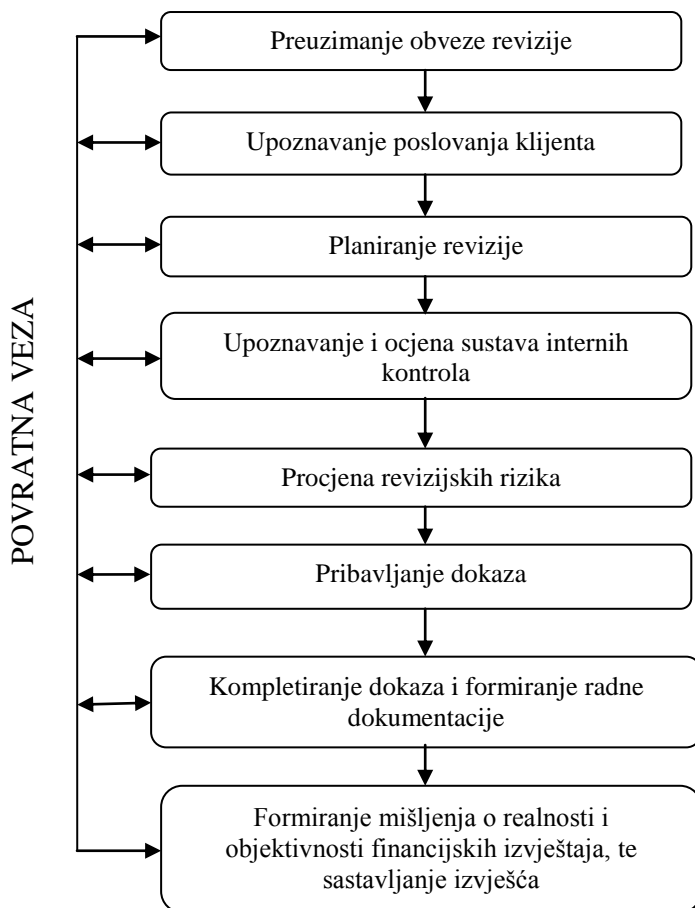 Preuzimanje obveze revizije
Upoznavanje poslovanja klijenta
Planiranje revizije
POVRATNA VEZA
Upoznavanje i ocjena sustava internih
kontrola
Procjena revizijskih rizika
Pribavljanje dokaza
Kompletiranje dokaza i formiranje radne
dokumentacije
Formiranje mišljenja o realnosti i
objektivnosti financijskih izvještaja, te
sastavljanje izvješća